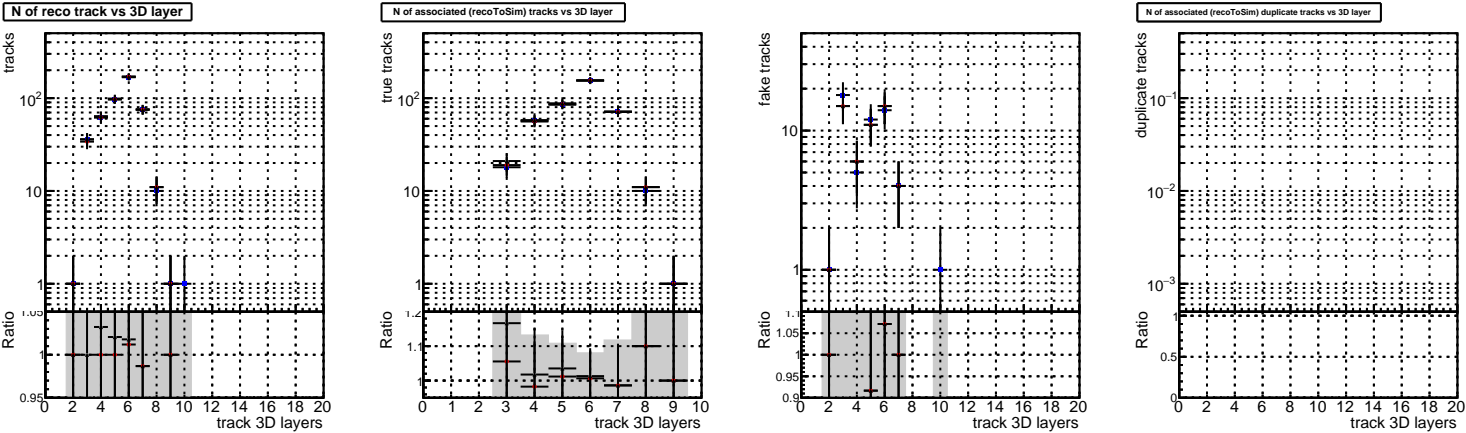 N of reco track vs 3D layer
tracks
10²
10
1
Ratio
1.05
1
0.95
0 2 4 6 8 10 12 14 16 18 20
track 3D layers
N of associated (recoToSim) tracks vs 3D layer
true tracks
10²
10
1
Ratio
1.2
1.1
1
0 1 2 3 4 5 6 7 8 9 10
track 3D layers
fake tracks
10
1
Ratio
1.1
1.05
1
0.95
0.9
0 2 4 6 8 10 12 14 16 18 20
track 3D layers
N of associated (recoToSim) duplicate tracks vs 3D layer
duplicate tracks
10⁻¹
10⁻²
10⁻³
Ratio
1
0.5
0
0 2 4 6 8 10 12 14 16 18 20
track 3D layers